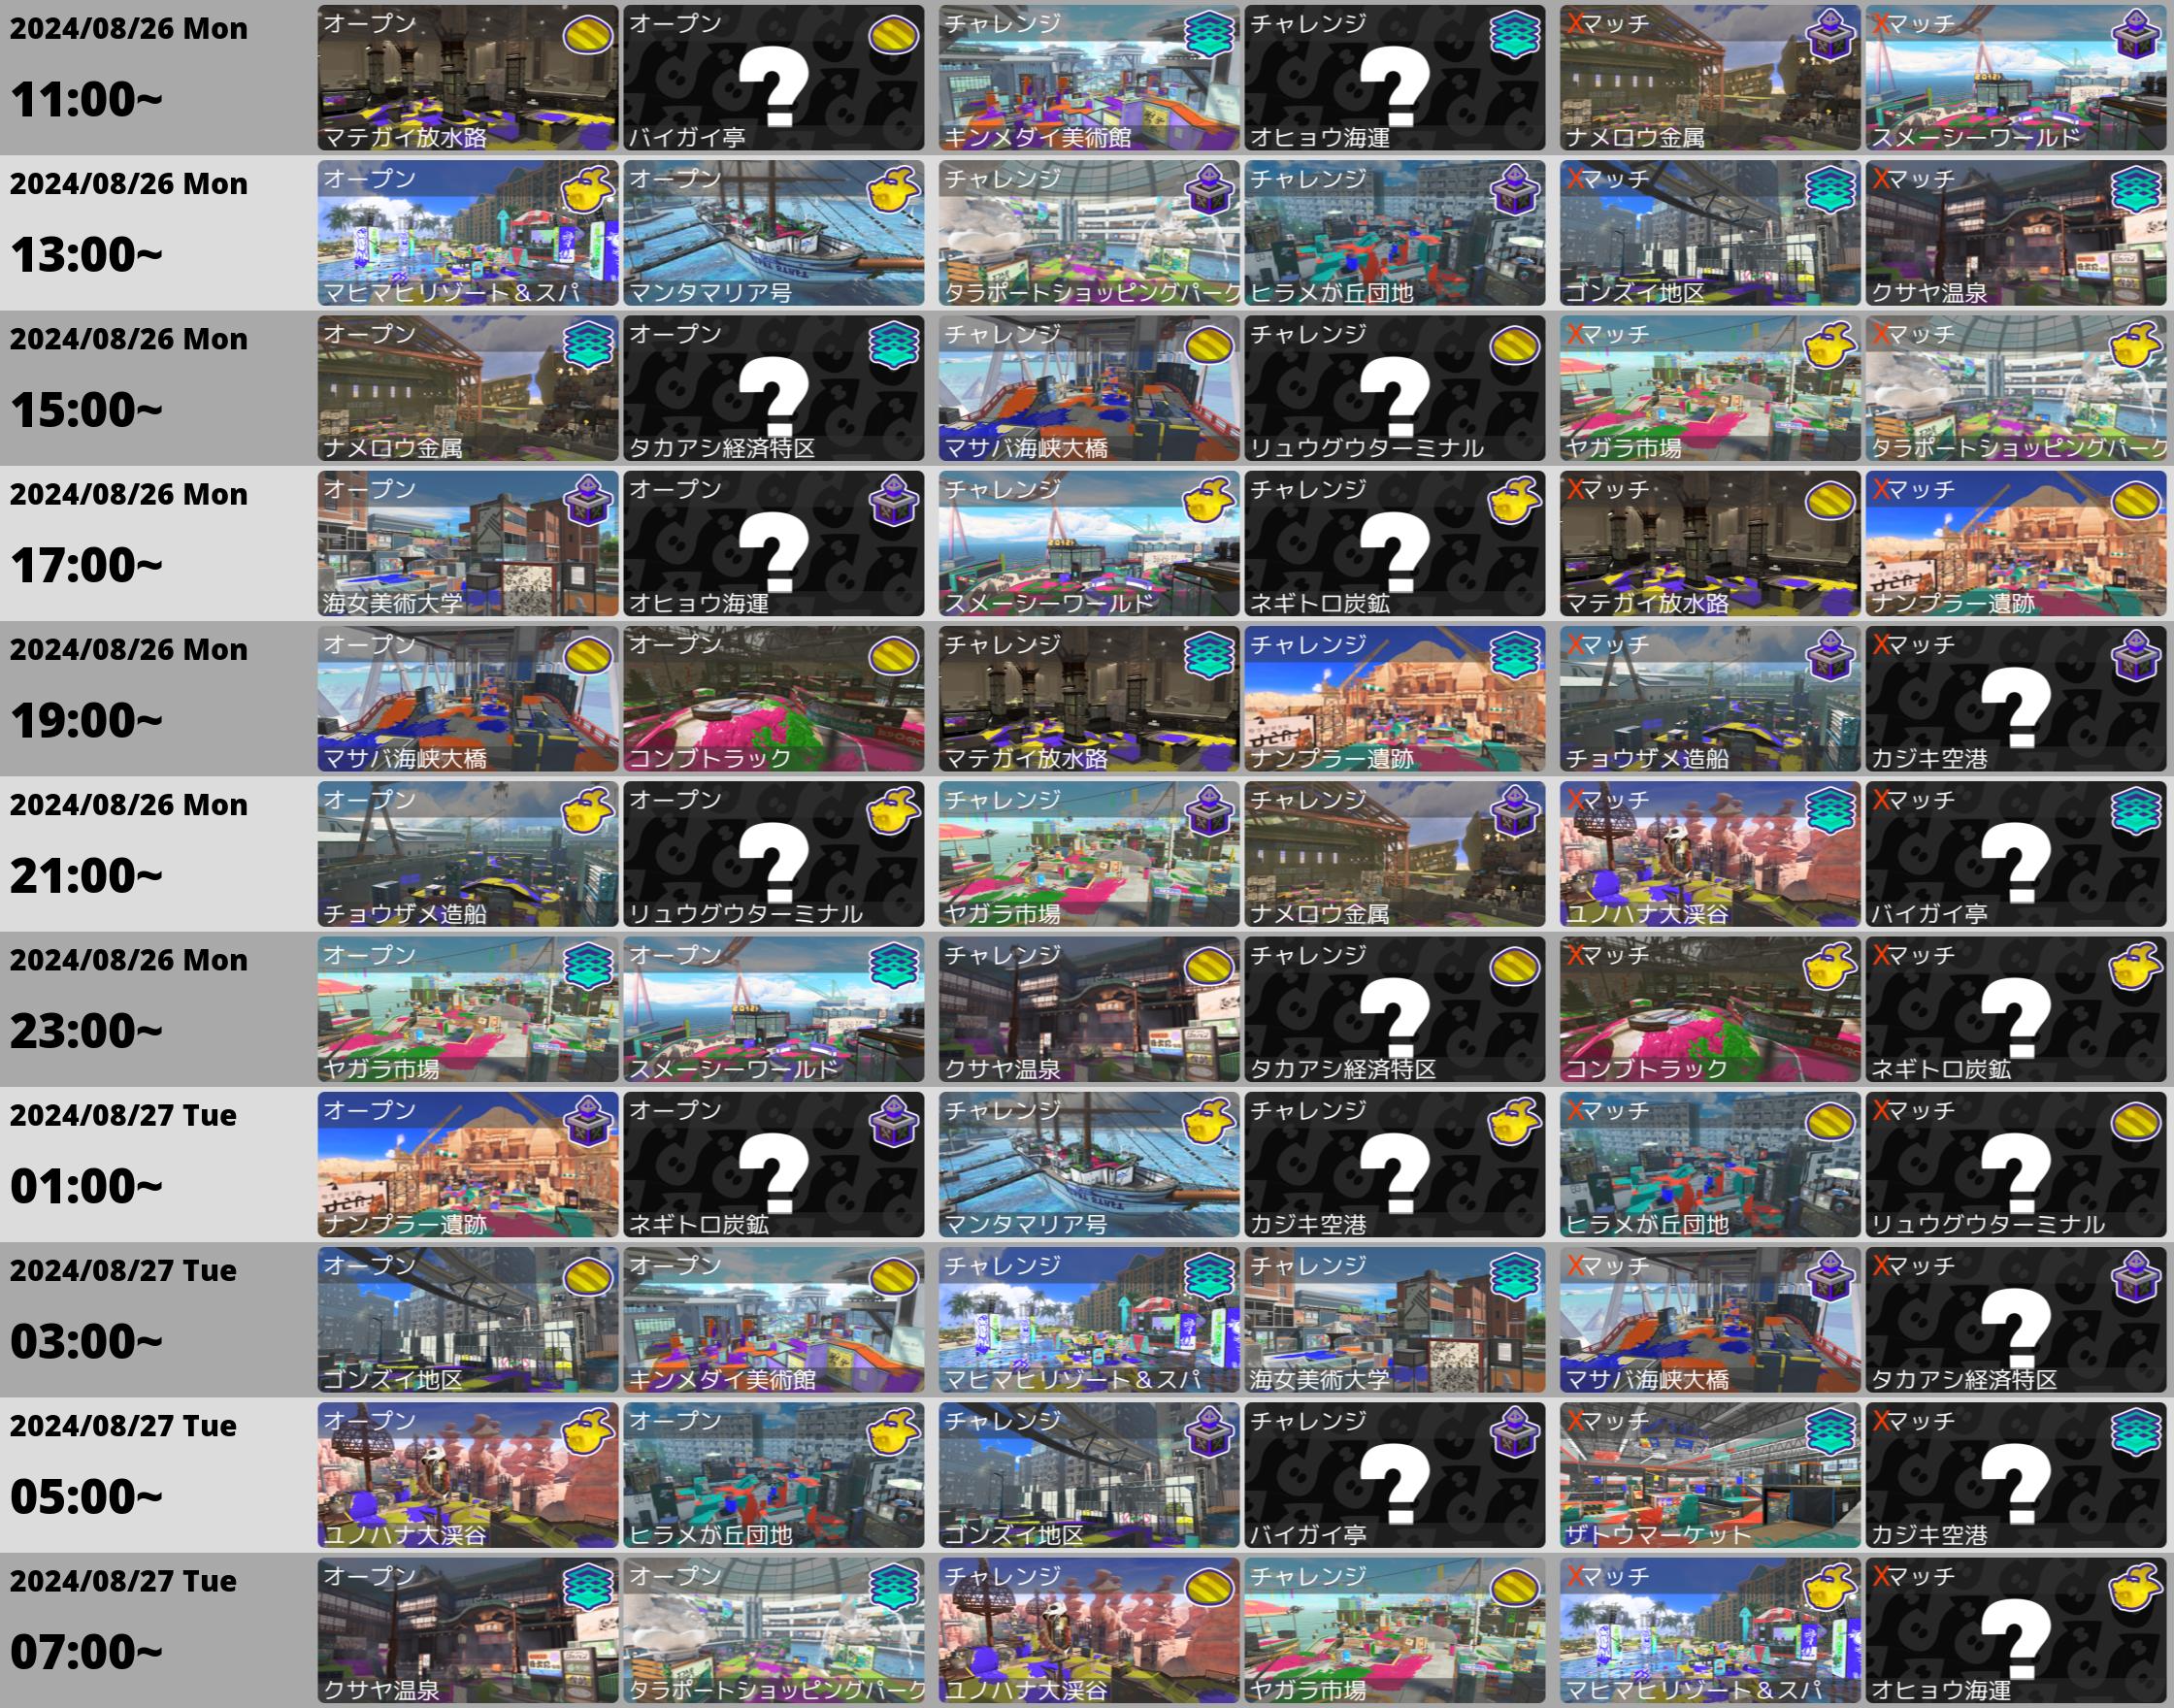 2024/08/26 Mon
11:00~
オープン
マテガイ放水路
オープン
バイガイ亭
チャレンジ
キンメダイ美術館
チャレンジ
オヒョウ海運
Xマッチ
ナメロウ金属
Xマッチ
スメーシーワールド
2024/08/26 Mon
13:00~
オープン
マヒマヒリゾート＆スパ
オープン
マンタマリア号
チャレンジ
タラポートショッピングパーク
チャレンジ
ヒラメが丘団地
Xマッチ
ゴンズイ地区
Xマッチ
クサヤ温泉
2024/08/26 Mon
15:00~
オープン
ナメロウ金属
オープン
タカアシ経済特区
チャレンジ
マサバ海峡大橋
チャレンジ
リュウグウターミナル
Xマッチ
ヤガラ市場
Xマッチ
タラポートショッピングパーク
2024/08/26 Mon
17:00~
オープン
海女美術大学
オープン
オヒョウ海運
チャレンジ
スメーシーワールド
チャレンジ
ネギトロ炭鉱
Xマッチ
マテガイ放水路
Xマッチ
ナンプラー遺跡
2024/08/26 Mon
19:00~
オープン
マサバ海峡大橋
オープン
コンブトラック
チャレンジ
マテガイ放水路
チャレンジ
ナンプラー遺跡
Xマッチ
チョウザメ造船
Xマッチ
カジキ空港
2024/08/26 Mon
21:00~
オープン
チョウザメ造船
オープン
リュウグウターミナル
チャレンジ
ヤガラ市場
チャレンジ
ナメロウ金属
Xマッチ
ユノハナ大渓谷
Xマッチ
バイガイ亭
2024/08/26 Mon
23:00~
オープン
ヤガラ市場
オープン
スメーシーワールド
チャレンジ
クサヤ温泉
チャレンジ
タカアシ経済特区
Xマッチ
コンブトラック
Xマッチ
ネギトロ炭鉱
2024/08/27 Tue
01:00~
オープン
ナンプラー遺跡
オープン
ネギトロ炭鉱
チャレンジ
マンタマリア号
チャレンジ
カジキ空港
Xマッチ
ヒラメが丘団地
Xマッチ
リュウグウターミナル
2024/08/27 Tue
03:00~
オープン
ゴンズイ地区
オープン
キンメダイ美術館
チャレンジ
マヒマヒリゾート＆スパ
チャレンジ
海女美術大学
Xマッチ
マサバ海峡大橋
Xマッチ
タカアシ経済特区
2024/08/27 Tue
05:00~
オープン
ユノハナ大渓谷
オープン
ヒラメが丘団地
チャレンジ
ゴンズイ地区
チャレンジ
バイガイ亭
Xマッチ
ザトウマーケット
Xマッチ
カジキ空港
2024/08/27 Tue
07:00~
オープン
クサヤ温泉
オープン
タラポートショッピングパーク
チャレンジ
ユノハナ大渓谷
チャレンジ
ヤガラ市場
Xマッチ
マヒマヒリゾート＆スパ
Xマッチ
オヒョウ海運